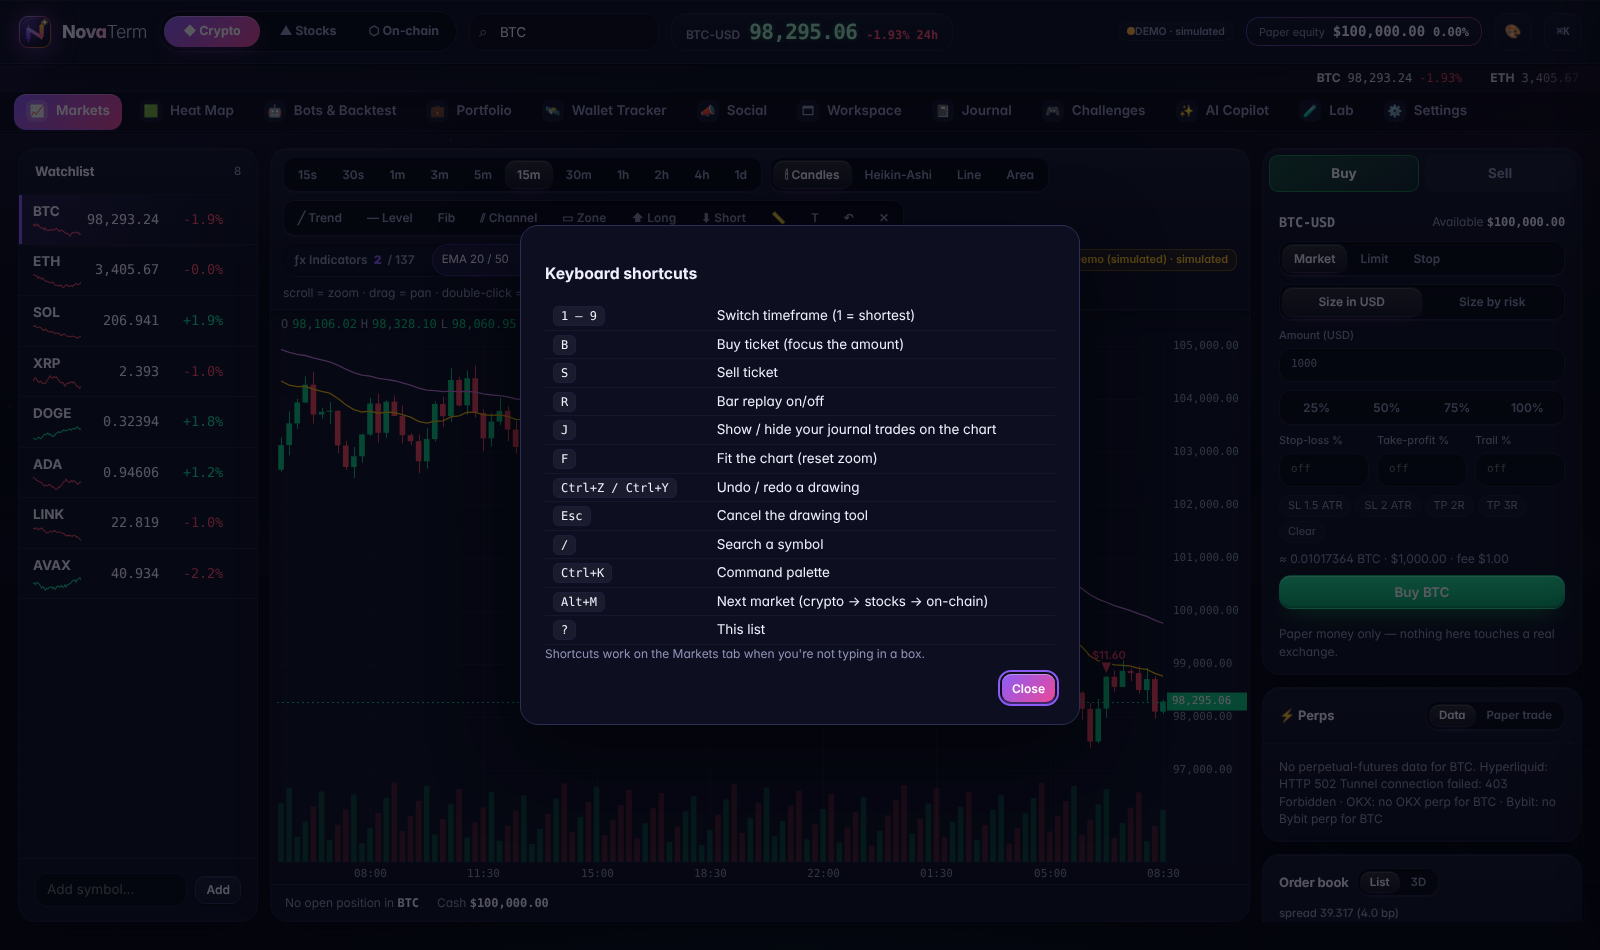 NovaTerm
Crypto
Stocks
On-chain
BTC
BTC-USD 98,295.06 -1.93% 24h
DEMO · simulated
Paper equity $100,000.00 0.00%
⌘K
BTC 98,293.24 -1.93% ETH 3,405.67
Markets
Heat Map
Bots & Backtest
Portfolio
Wallet Tracker
Social
Workspace
Journal
Challenges
AI Copilot
Lab
Settings
Watchlist 8
BTC 98,293.24 -1.9%
ETH 3,405.67 -0.0%
SOL 206.941 +1.9%
XRP 2.393 -1.0%
DOGE 0.32394 +1.8%
ADA 0.94606 +1.2%
LINK 22.819 -1.0%
AVAX 40.934 -2.2%
Add symbol...
Add
15s 30s 1m 3m 5m 15m 30m 1h 2h 4h 1d
Candles Heikin-Ashi Line Area
Trend Level Fib Channel Zone Long Short T ↶ ✕
ƒx Indicators 2 / 137
EMA 20 / 50
emo (simulated) · simulated
scroll = zoom · drag = pan · double-click =
O 98,106.02 H 98,328.10 L 98,060.95
105,000.00
104,000.00
103,000.00
102,000.00
101,000.00
100,000.00
99,000.00
98,295.06
98,000.00
97,000.00
$11.60
08:00 11:30 15:00 18:30 22:00 01:30 05:00 08:30
No open position in BTC Cash $100,000.00
Keyboard shortcuts
1 – 9 Switch timeframe (1 = shortest)
B Buy ticket (focus the amount)
S Sell ticket
R Bar replay on/off
J Show / hide your journal trades on the chart
F Fit the chart (reset zoom)
Ctrl+Z / Ctrl+Y Undo / redo a drawing
Esc Cancel the drawing tool
/ Search a symbol
Ctrl+K Command palette
Alt+M Next market (crypto → stocks → on-chain)
? This list
Shortcuts work on the Markets tab when you're not typing in a box.
Close
Buy
Sell
BTC-USD Available $100,000.00
Market Limit Stop
Size in USD Size by risk
Amount (USD)
1000
25% 50% 75% 100%
Stop-loss % Take-profit % Trail %
off off off
SL 1.5 ATR SL 2 ATR TP 2R TP 3R
Clear
≈ 0.01017364 BTC · $1,000.00 · fee $1.00
Buy BTC
Paper money only — nothing here touches a real
exchange.
⚡ Perps
Data Paper trade
No perpetual-futures data for BTC. Hyperliquid:
HTTP 502 Tunnel connection failed: 403
Forbidden · OKX: no OKX perp for BTC · Bybit: no
Bybit perp for BTC
Order book
List 3D
spread 39.317 (4.0 bp)